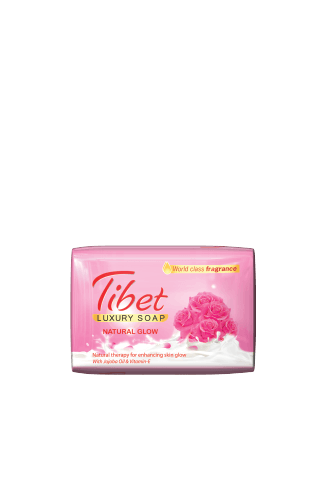 World class fragrance
Tibet
LUXURY SOAP
NATURAL GLOW
Natural therapy for enhancing skin glow
With Jojoba Oil & Vitamin-E